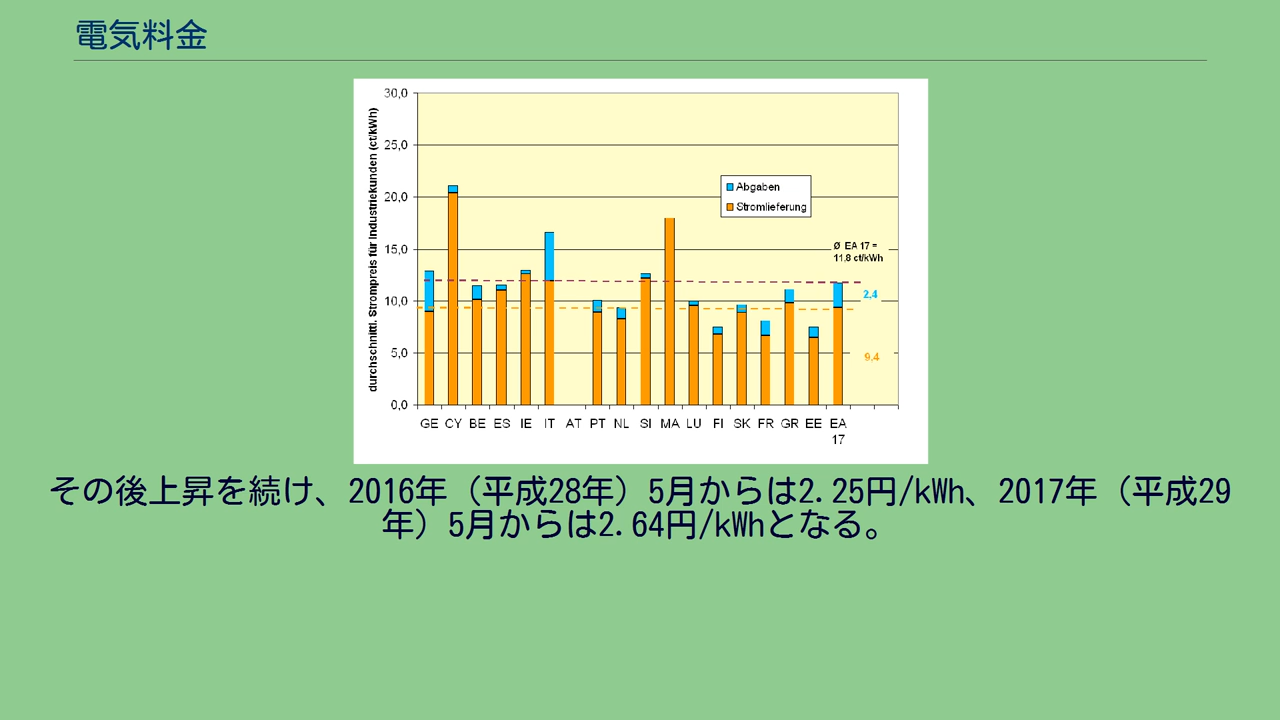 電気料金
durchschnittl. Strompreis für Industriekunden (ct/kWh)
30,0
25,0
20,0
15,0
10,0
5,0
0,0
Abgaben
Stromlieferung
Ø EA 17 =
11,8 ct/kWh
2,4
9,4
GE CY BE ES IE IT AT PT NL SI MA LU FI SK FR GR EE EA
17
その後上昇を続け、2016年（平成28年）5月からは2.25円/kWh、2017年（平成29
年）5月からは2.64円/kWhとなる。